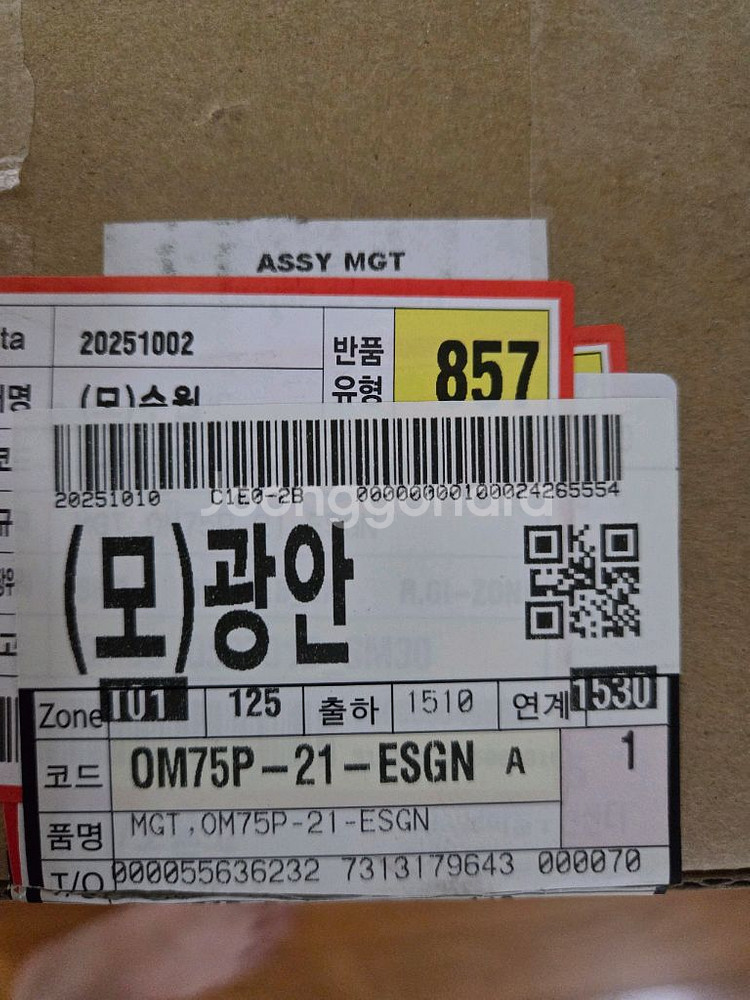 ASSY MGT
20251002
반품
유형
857
(모)수원
20251010 C1E0-2B
Joonggonara
(모)광안
Zone 101 125 출하 1510 연계 1530
코드 OM75P-21-ESGN A 1
품명 MGT,OM75P-21-ESGN
T/O 000055636232 7313179643 000070